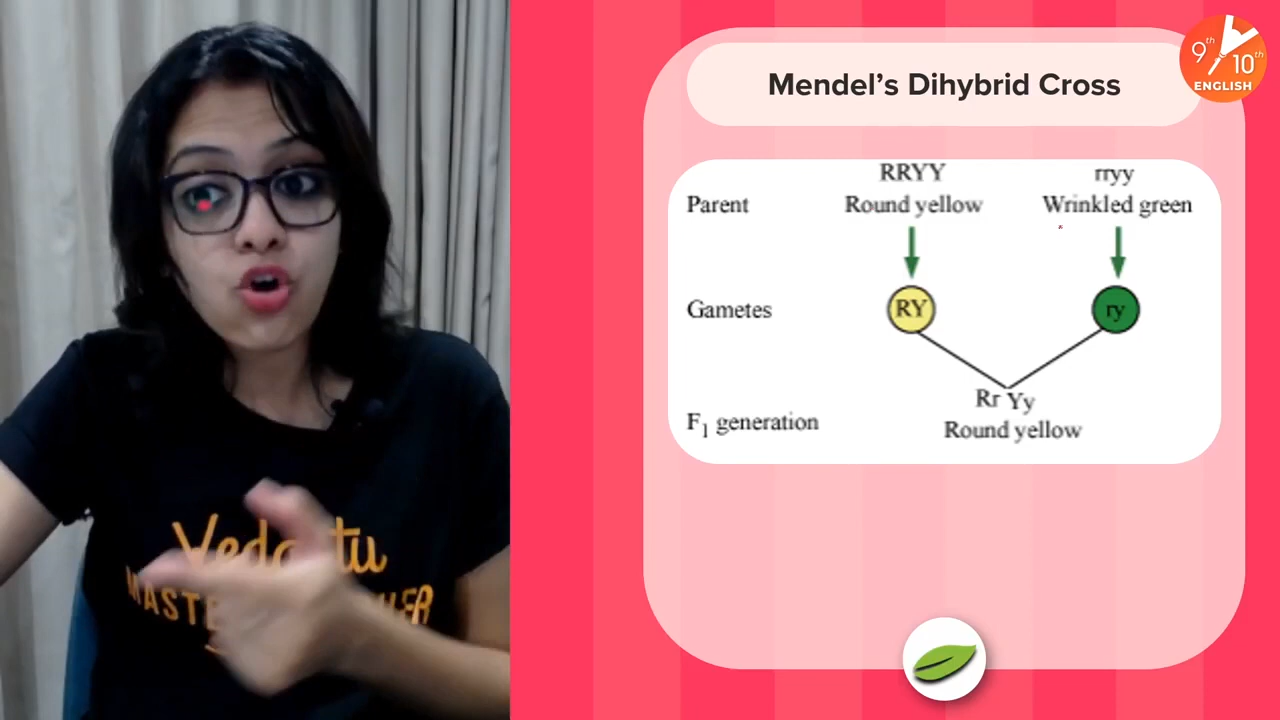 Mendel's Dihybrid Cross
9th 10th
ENGLISH
RRYY rryy
Parent Round yellow Wrinkled green
Gametes RY ry
Rr Yy
F1 generation
Round yellow